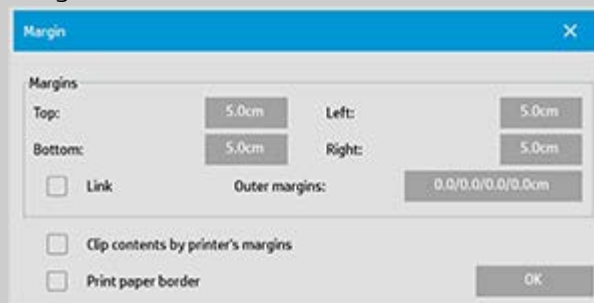 Margin
Margins
Top: 5.0cm Left: 5.0cm
Bottom: 5.0cm Right: 5.0cm
Link Outer margins: 0.0/0.0/0.0/0.0cm
Clip contents by printer's margins
Print paper border OK